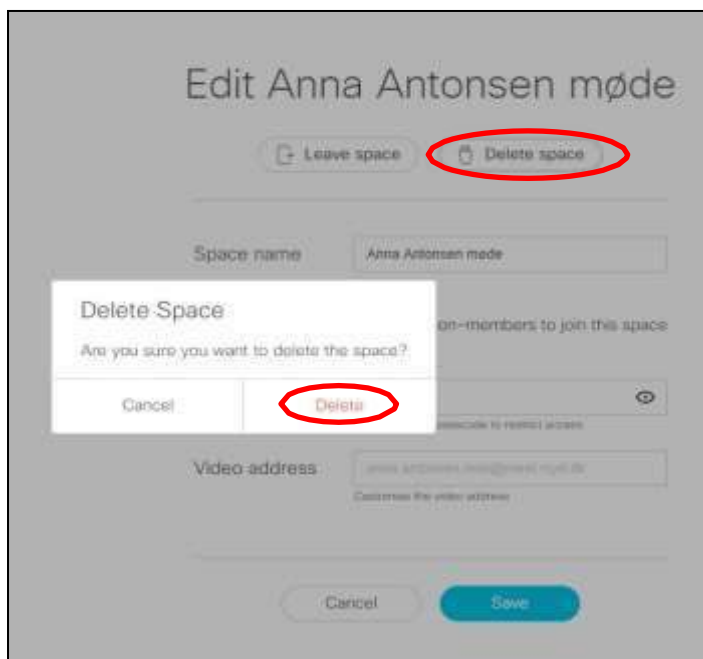 Edit Anna Antonsen møde
Leave space
Delete space
Space name
Anna Antonsen møde
Delete Space
on-members to join this space
Are you sure you want to delete the space?
Cancel
Delete
passcode to restrict access
Video address
Customise the video address
Cancel
Save